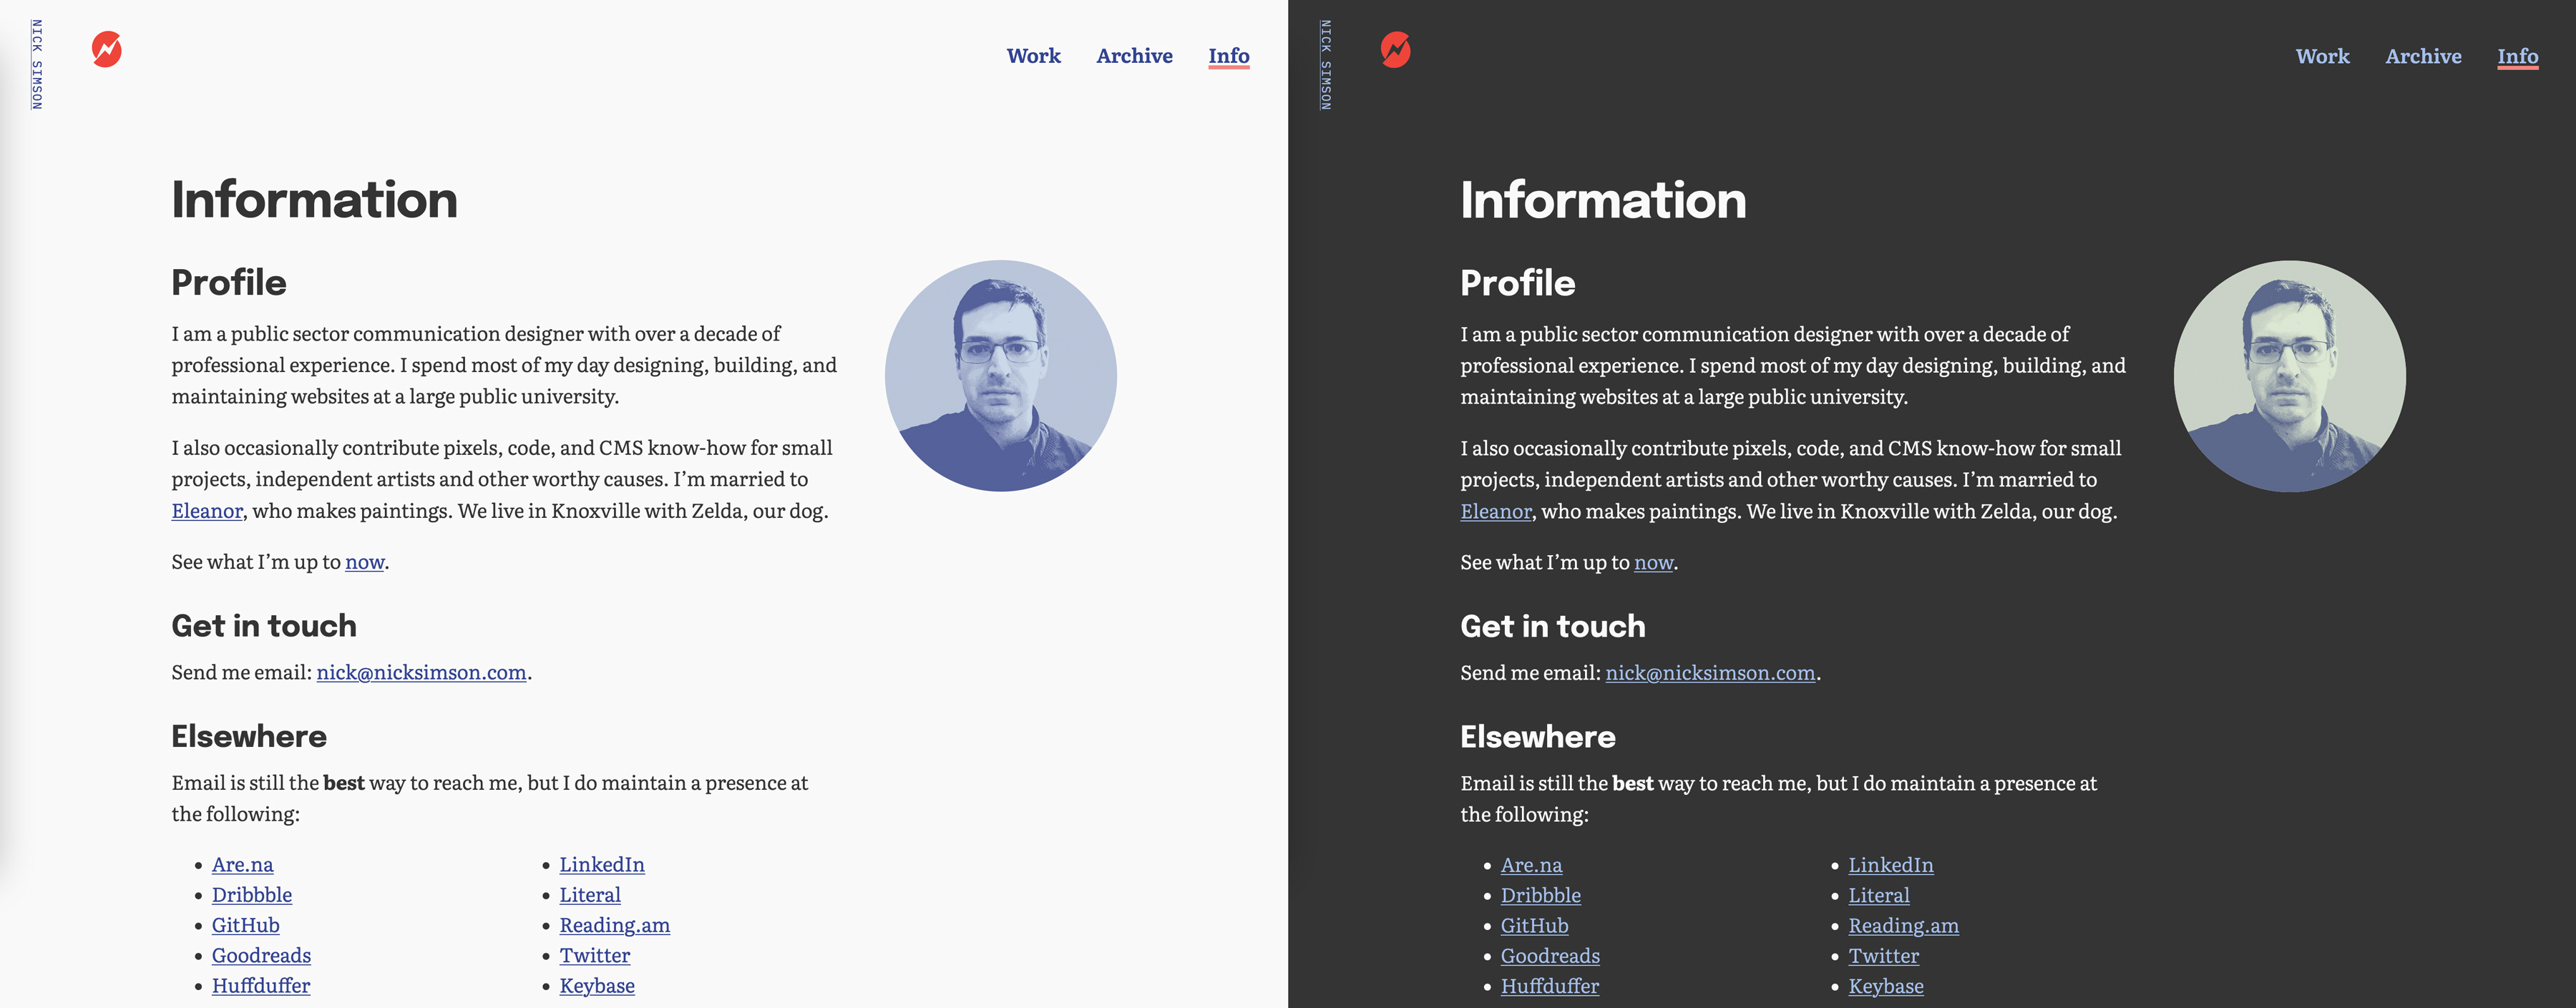 NICK SIMSON
Work Archive Info
Information
Profile
I am a public sector communication designer with over a decade of
professional experience. I spend most of my day designing, building, and
maintaining websites at a large public university.
I also occasionally contribute pixels, code, and CMS know-how for small
projects, independent artists and other worthy causes. I’m married to
Eleanor, who makes paintings. We live in Knoxville with Zelda, our dog.
See what I’m up to now.
Get in touch
Send me email: nick@nicksimson.com.
Elsewhere
Email is still the best way to reach me, but I do maintain a presence at
the following:
• Are.na
• Dribbble
• GitHub
• Goodreads
• Huffduffer
• LinkedIn
• Literal
• Reading.am
• Twitter
• Keybase
NICK SIMSON
Work Archive Info
Information
Profile
I am a public sector communication designer with over a decade of
professional experience. I spend most of my day designing, building, and
maintaining websites at a large public university.
I also occasionally contribute pixels, code, and CMS know-how for small
projects, independent artists and other worthy causes. I’m married to
Eleanor, who makes paintings. We live in Knoxville with Zelda, our dog.
See what I’m up to now.
Get in touch
Send me email: nick@nicksimson.com.
Elsewhere
Email is still the best way to reach me, but I do maintain a presence at
the following:
• Are.na
• Dribbble
• GitHub
• Goodreads
• Huffduffer
• LinkedIn
• Literal
• Reading.am
• Twitter
• Keybase